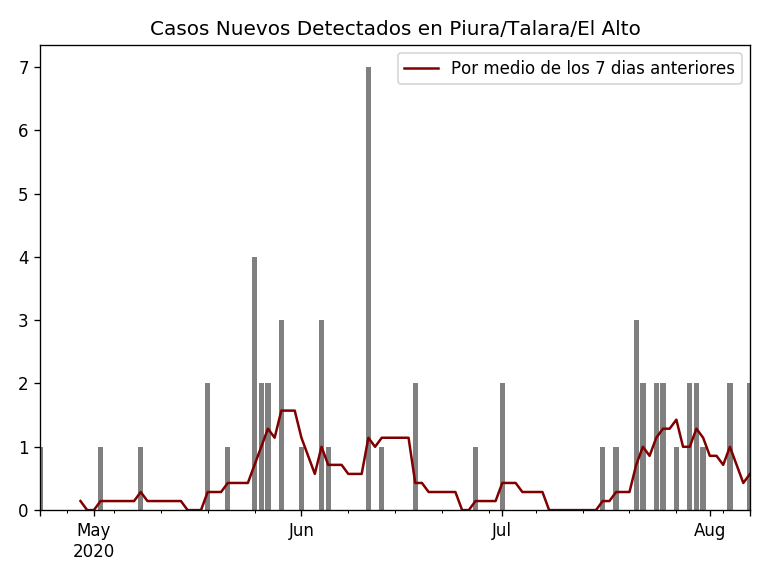 Casos Nuevos Detectados en Piura/Talara/El Alto
Por medio de los 7 dias anteriores
7
6
5
4
3
2
1
0
May
2020
Jun
Jul
Aug